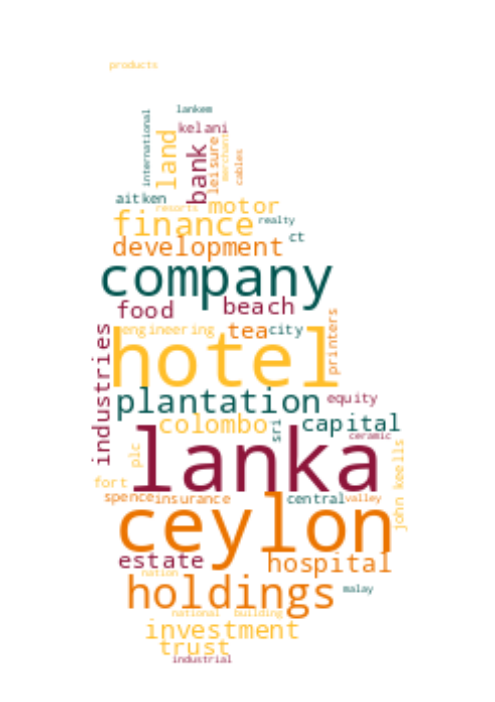 products
lankem
international
kelani
land
bank
leisure
merchant
cables
aitken
resorts
motor
finance
realty
ct
development
company
food
beach
engineering
tea
city
printers
industries
hotel
plantation
equity
colombo
sri
capital
ceramic
lanka
plc
john keells
fort
spence
insurance
central
valley
ceylon
estate
hospital
nation
holdings
malay
national
building
investment
trust
industrial